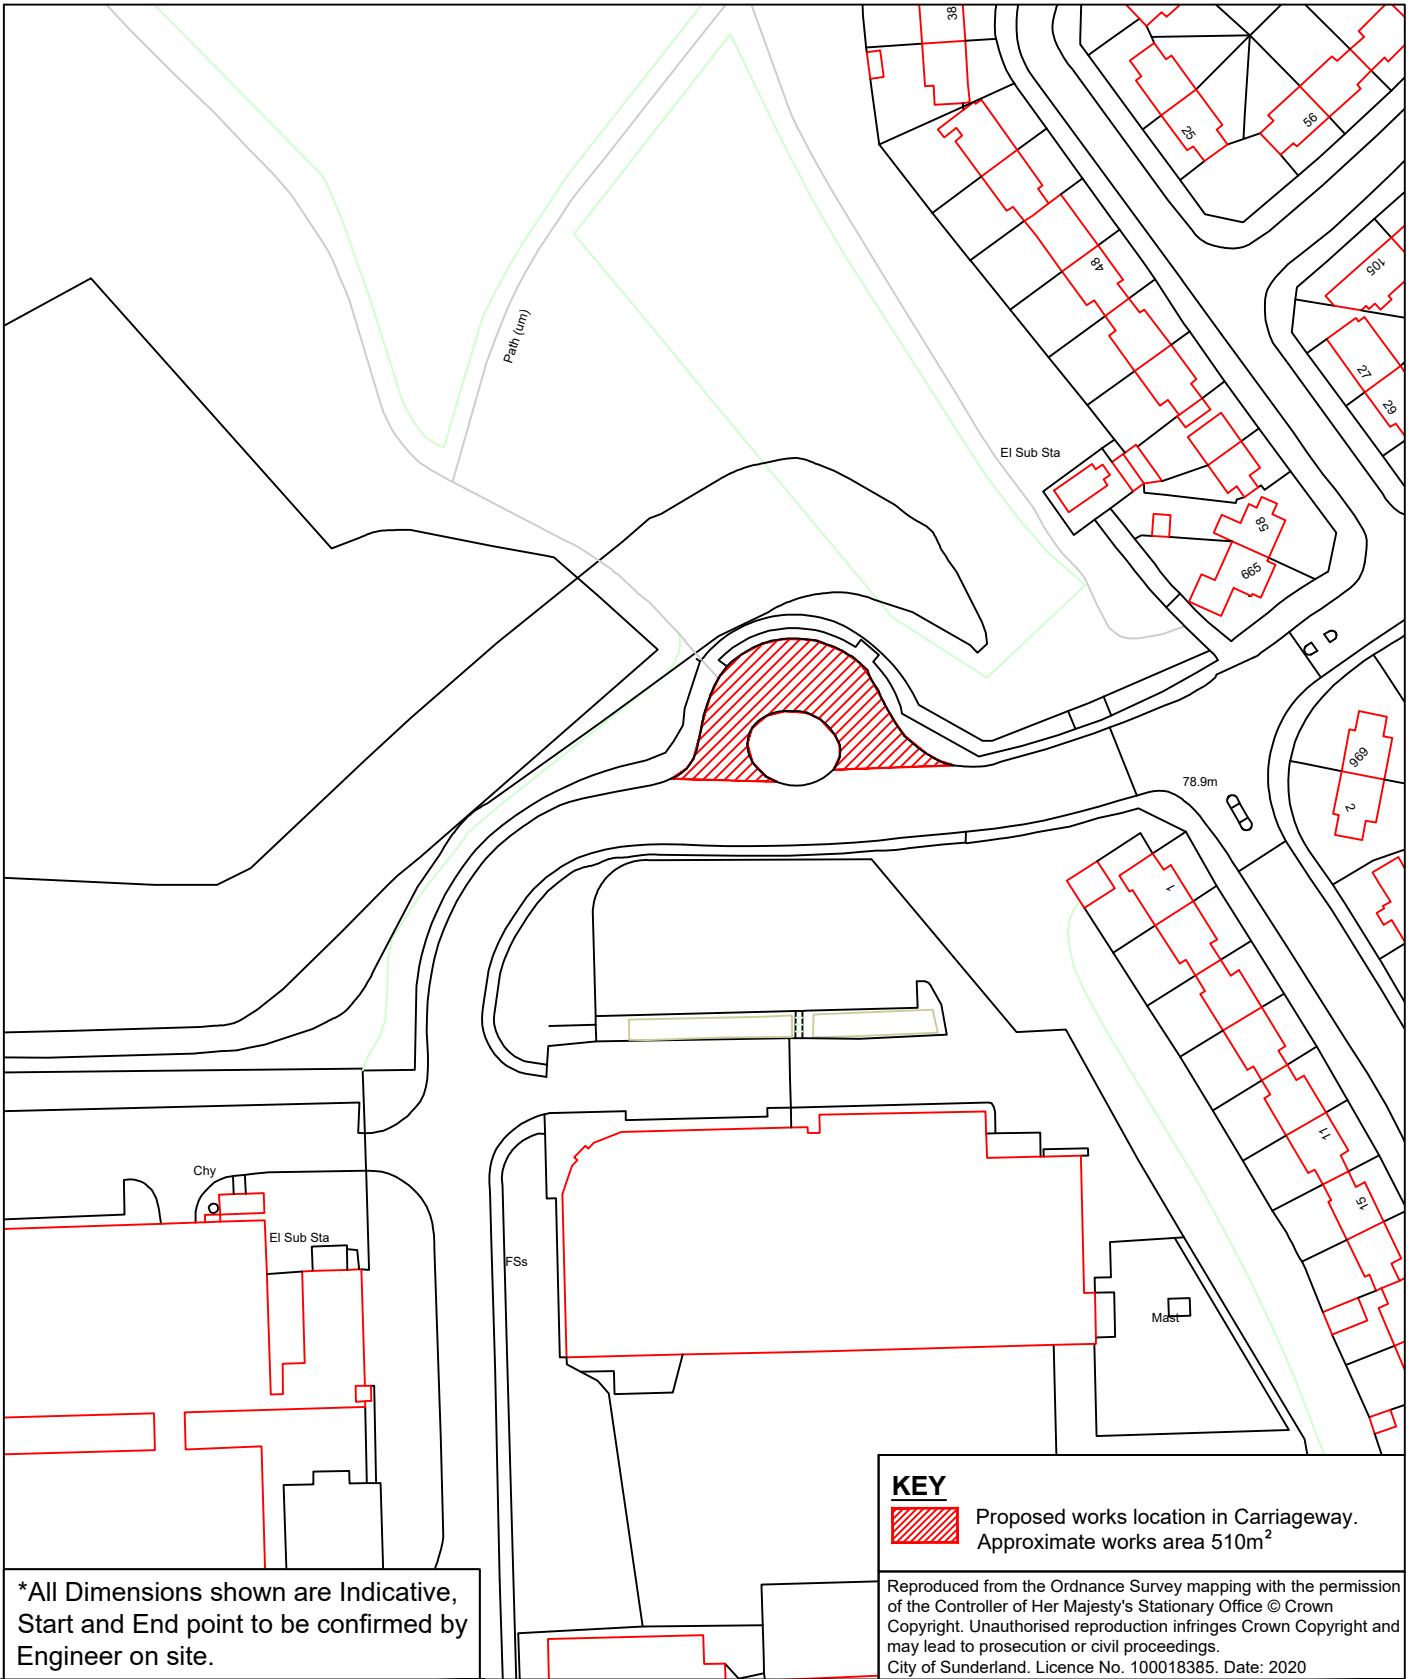 38
25
56
48
105
27
29
Path (um)
El Sub Sta
58
665
78.9m
696
2
1
11
15
Chy
El Sub Sta
FSs
Mast
KEY
Proposed works location in Carriageway.
Approximate works area 510m²
*All Dimensions shown are Indicative,
Start and End point to be confirmed by
Engineer on site.
Reproduced from the Ordnance Survey mapping with the permission
of the Controller of Her Majesty's Stationary Office © Crown
Copyright. Unauthorised reproduction infringes Crown Copyright and
may lead to prosecution or civil proceedings.
City of Sunderland. Licence No. 100018385. Date: 2020